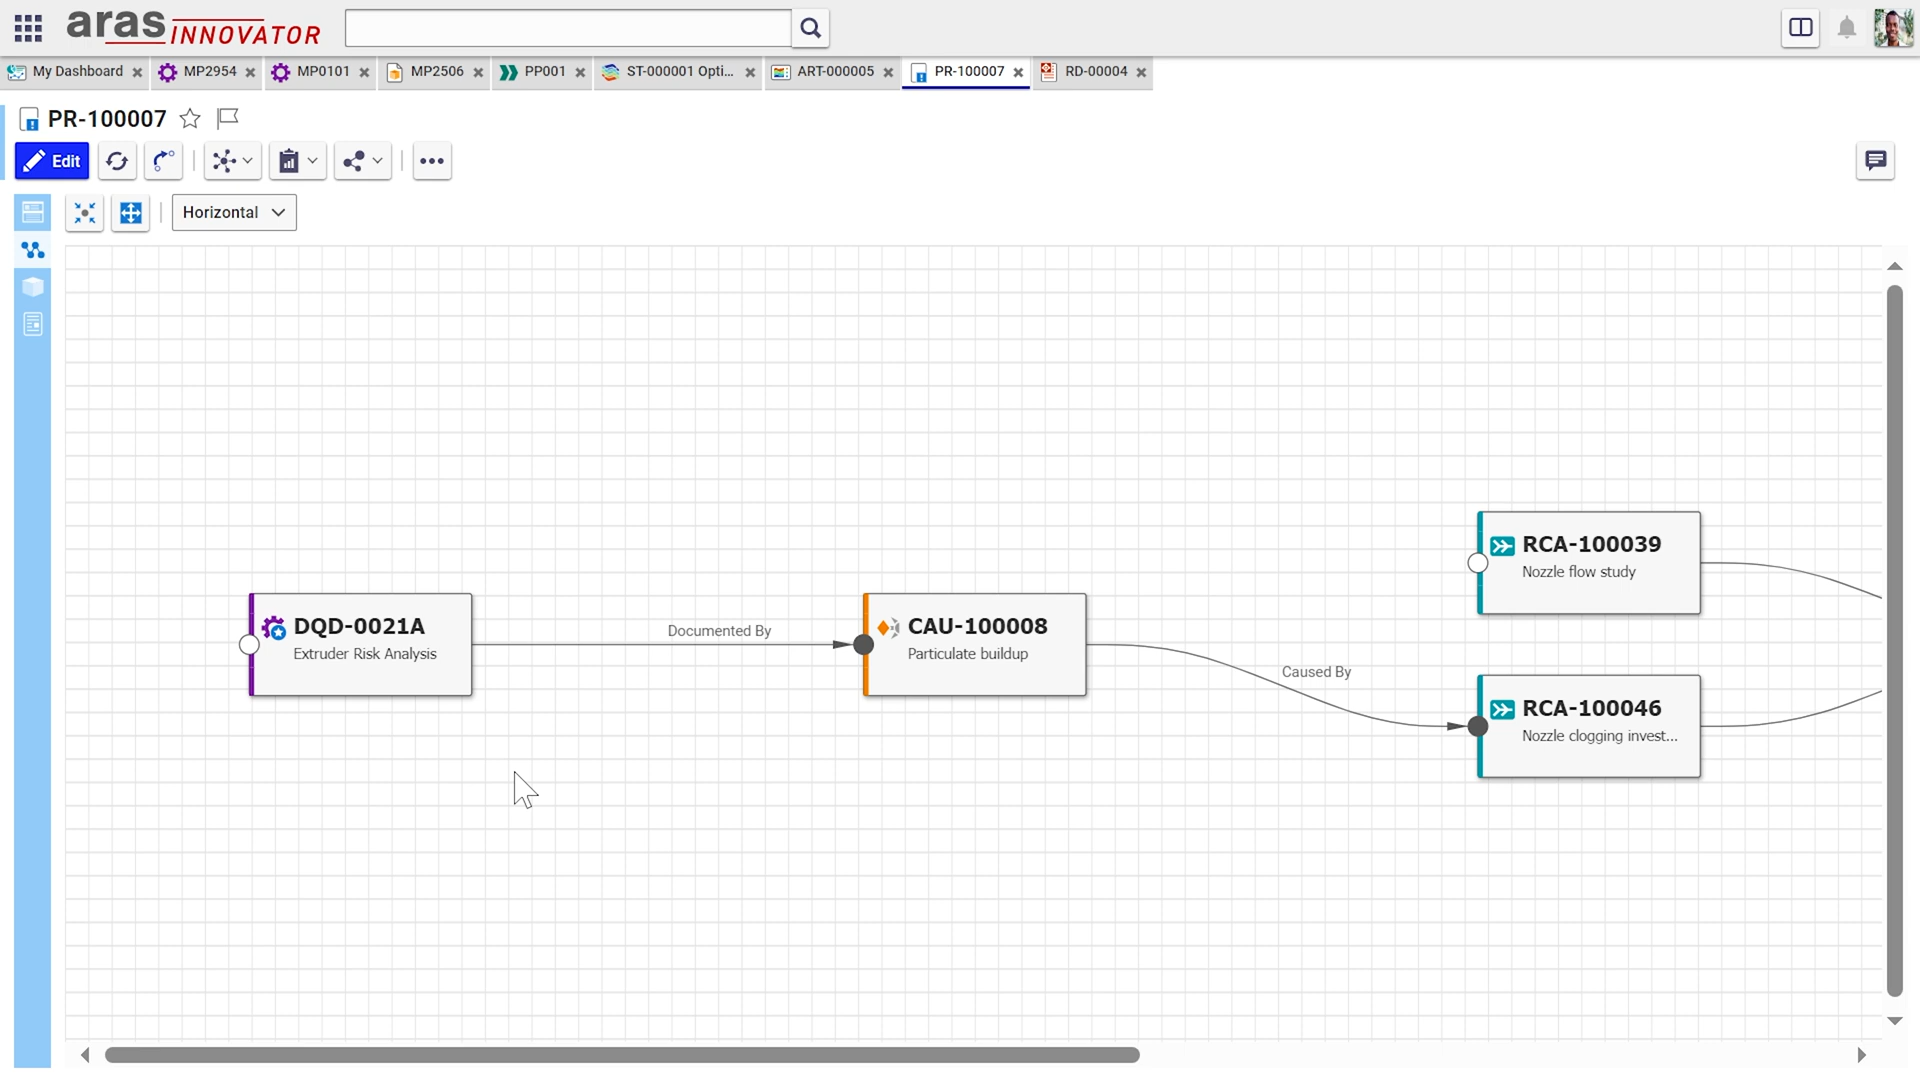 aras INNOVATOR
My Dashboard
MP2954
MP0101
MP2506
PP001
ST-000001 Opti...
ART-000005
PR-100007
RD-00004
PR-100007
Edit
Horizontal
RCA-100039
Nozzle flow study
DQD-0021A
Extruder Risk Analysis
Documented By
CAU-100008
Particulate buildup
Caused By
RCA-100046
Nozzle clogging invest...